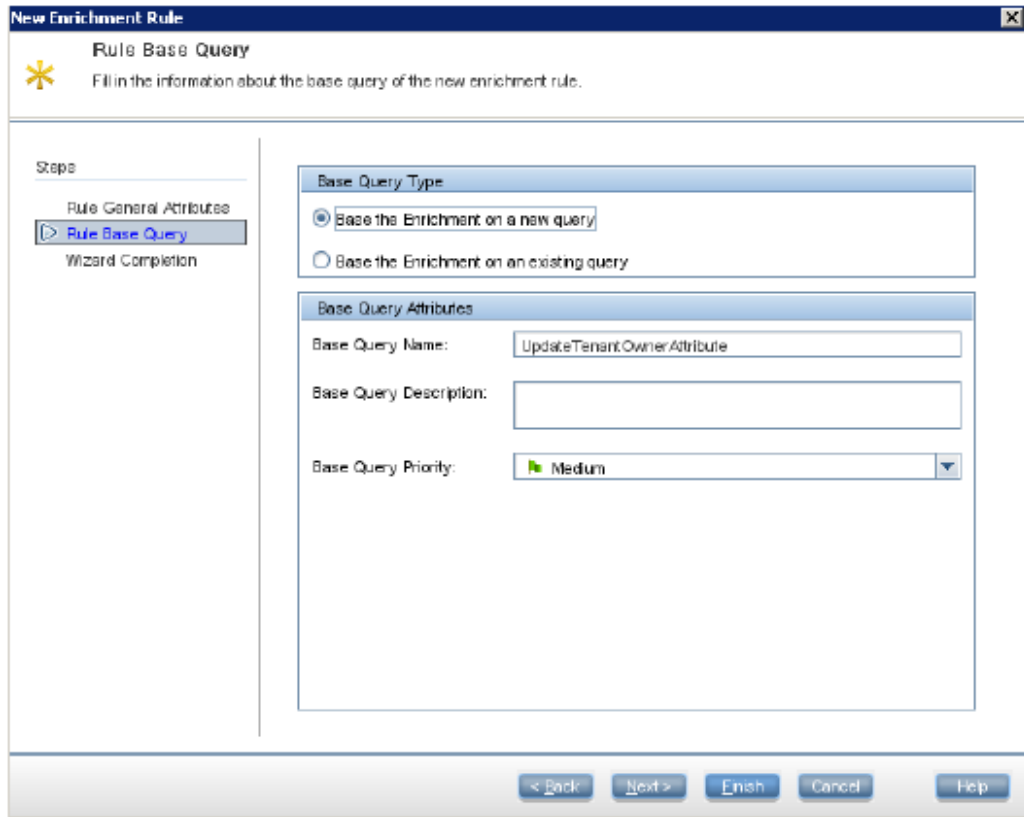 New Enrichment Rule
Rule Base Query
Fill in the information about the base query of the new enrichment rule.
Steps
Rule General Attributes
Rule Base Query
Wizard Completion
Base Query Type
Base the Enrichment on a new query
Base the Enrichment on an existing query
Base Query Attributes
Base Query Name:
UpdateTenantOwnerAttribute
Base Query Description:
Base Query Priority:
Medium
< Back
Next >
Finish
Cancel
Help